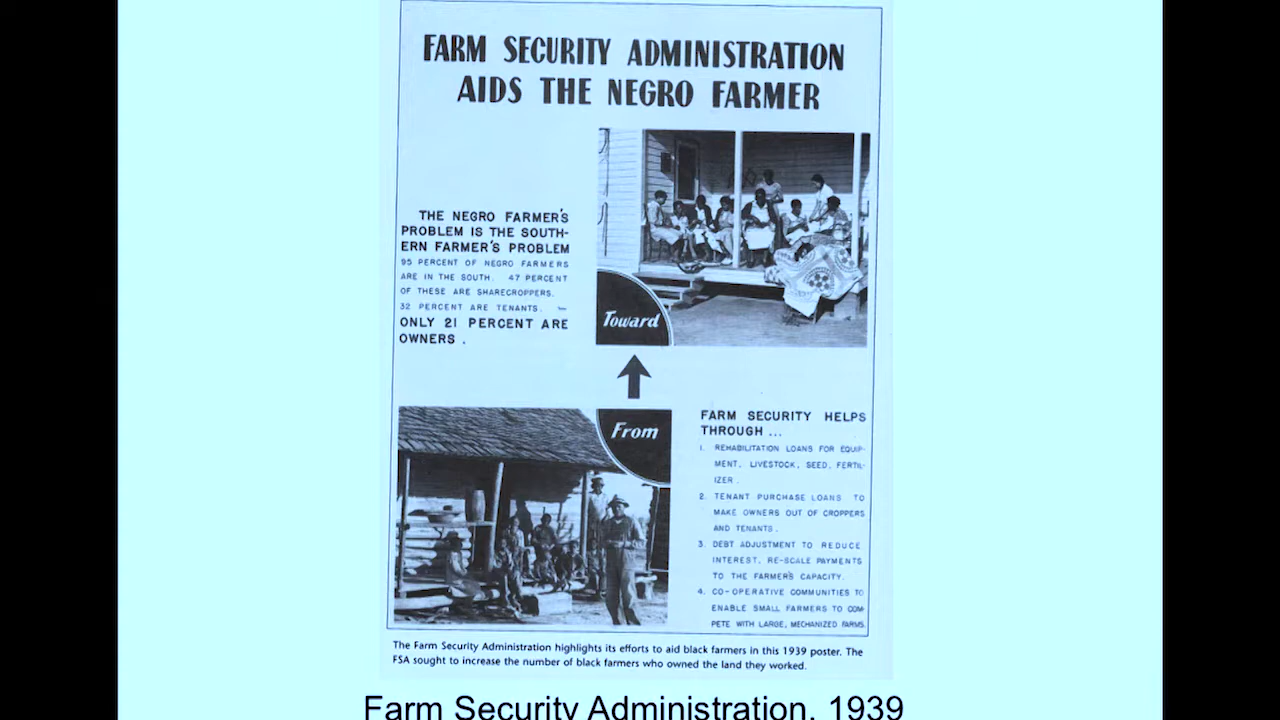 FARM SECURITY ADMINISTRATION
AIDS THE NEGRO FARMER
THE NEGRO FARMER'S
PROBLEM IS THE SOUTH-
ERN FARMER'S PROBLEM
95 PERCENT OF NEGRO FARMERS
ARE IN THE SOUTH. 47 PERCENT
OF THESE ARE SHARECROPPERS.
32 PERCENT ARE TENANTS. –
ONLY 21 PERCENT ARE
OWNERS .
Toward
From
FARM SECURITY HELPS
THROUGH ...
1. REHABILITATION LOANS FOR EQUIP-
MENT, LIVESTOCK, SEED, FERTIL-
IZER .
2. TENANT PURCHASE LOANS TO
MAKE OWNERS OUT OF CROPPERS
AND TENANTS .
3. DEBT ADJUSTMENT TO REDUCE
INTEREST, RE-SCALE PAYMENTS
TO THE FARMER'S CAPACITY.
4. CO-OPERATIVE COMMUNITIES TO
ENABLE SMALL FARMERS TO COM-
PETE WITH LARGE, MECHANIZED FARMS.
The Farm Security Administration highlights its efforts to aid black farmers in this 1939 poster. The
FSA sought to increase the number of black farmers who owned the land they worked.
Farm Security Administration, 1939